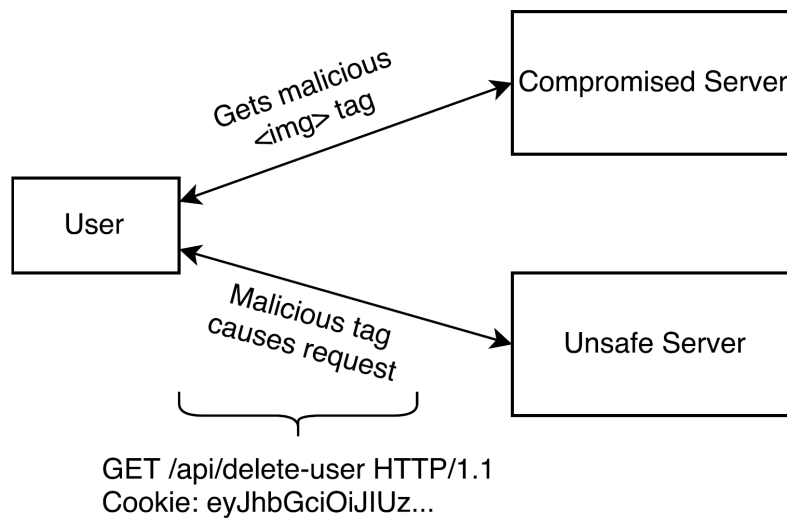 Gets malicious
<img> tag
Compromised Server
User
Malicious tag
causes request
Unsafe Server
GET /api/delete-user HTTP/1.1
Cookie: eyJhbGciOiJIUz...